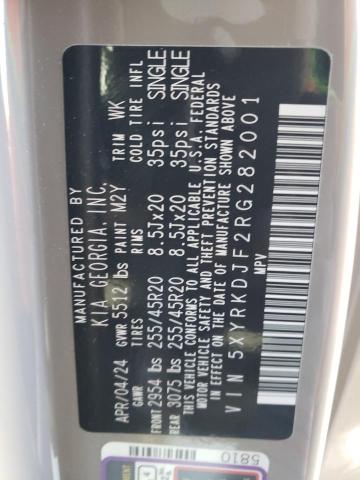 MANUFACTURED BY
KIA GEORGIA, INC.
APR/04/24 GVWR 5512 lbs PAINT M2Y TRIM WK
GAWR TIRES RIMS COLD TIRE INFL
FRONT 2954 lbs 255/45R20 8.5Jx20 35psi SINGLE
REAR 3075 lbs 255/45R20 8.5Jx20 35psi SINGLE
THIS VEHICLE CONFORMS TO ALL APPLICABLE U.S.A. FEDERAL
MOTOR VEHICLE SAFETY AND THEFT PREVENTION STANDARDS
IN EFFECT ON THE DATE OF MANUFACTURE SHOWN ABOVE
VIN 5XYRKDJF2RG282001
MPV
5810